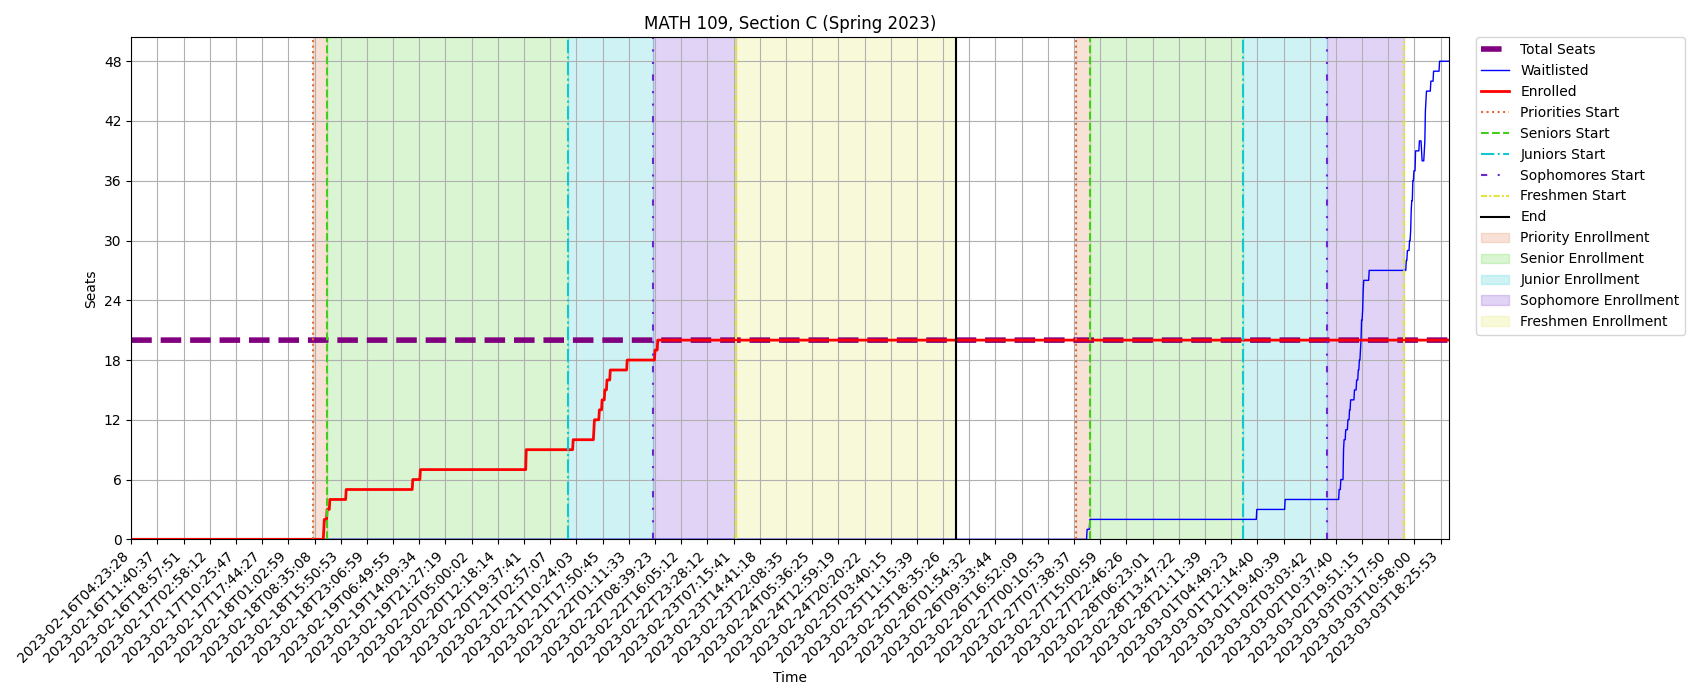 MATH 109, Section C (Spring 2023)
48
42
36
30
24
18
12
6
0
Seats
2023-02-16T04:23:28
2023-02-16T11:40:37
2023-02-16T18:57:51
2023-02-17T02:58:12
2023-02-17T10:25:47
2023-02-17T17:44:27
2023-02-18T01:02:59
2023-02-18T08:35:08
2023-02-18T15:50:53
2023-02-18T23:06:59
2023-02-19T06:49:55
2023-02-19T14:09:34
2023-02-19T21:27:19
2023-02-20T05:00:02
2023-02-20T12:18:14
2023-02-20T19:37:41
2023-02-21T02:57:07
2023-02-21T10:24:03
2023-02-21T17:50:45
2023-02-22T01:11:33
2023-02-22T08:39:23
2023-02-22T16:05:12
2023-02-22T23:28:12
2023-02-23T07:15:41
2023-02-23T14:41:18
2023-02-23T22:08:35
2023-02-24T05:36:25
2023-02-24T12:59:19
2023-02-24T20:20:22
2023-02-25T03:40:15
2023-02-25T11:15:39
2023-02-25T18:35:26
2023-02-26T01:54:32
2023-02-26T09:33:44
2023-02-26T16:52:09
2023-02-27T00:10:53
2023-02-27T07:38:37
2023-02-27T15:00:59
2023-02-27T22:46:26
2023-02-28T06:23:01
2023-02-28T13:47:22
2023-02-28T21:11:39
2023-03-01T04:49:23
2023-03-01T12:14:40
2023-03-01T19:40:39
2023-03-02T03:03:42
2023-03-02T10:37:40
2023-03-02T19:51:15
2023-03-03T03:17:50
2023-03-03T10:58:00
2023-03-03T18:25:53
Time
Total Seats
Waitlisted
Enrolled
Priorities Start
Seniors Start
Juniors Start
Sophomores Start
Freshmen Start
End
Priority Enrollment
Senior Enrollment
Junior Enrollment
Sophomore Enrollment
Freshmen Enrollment